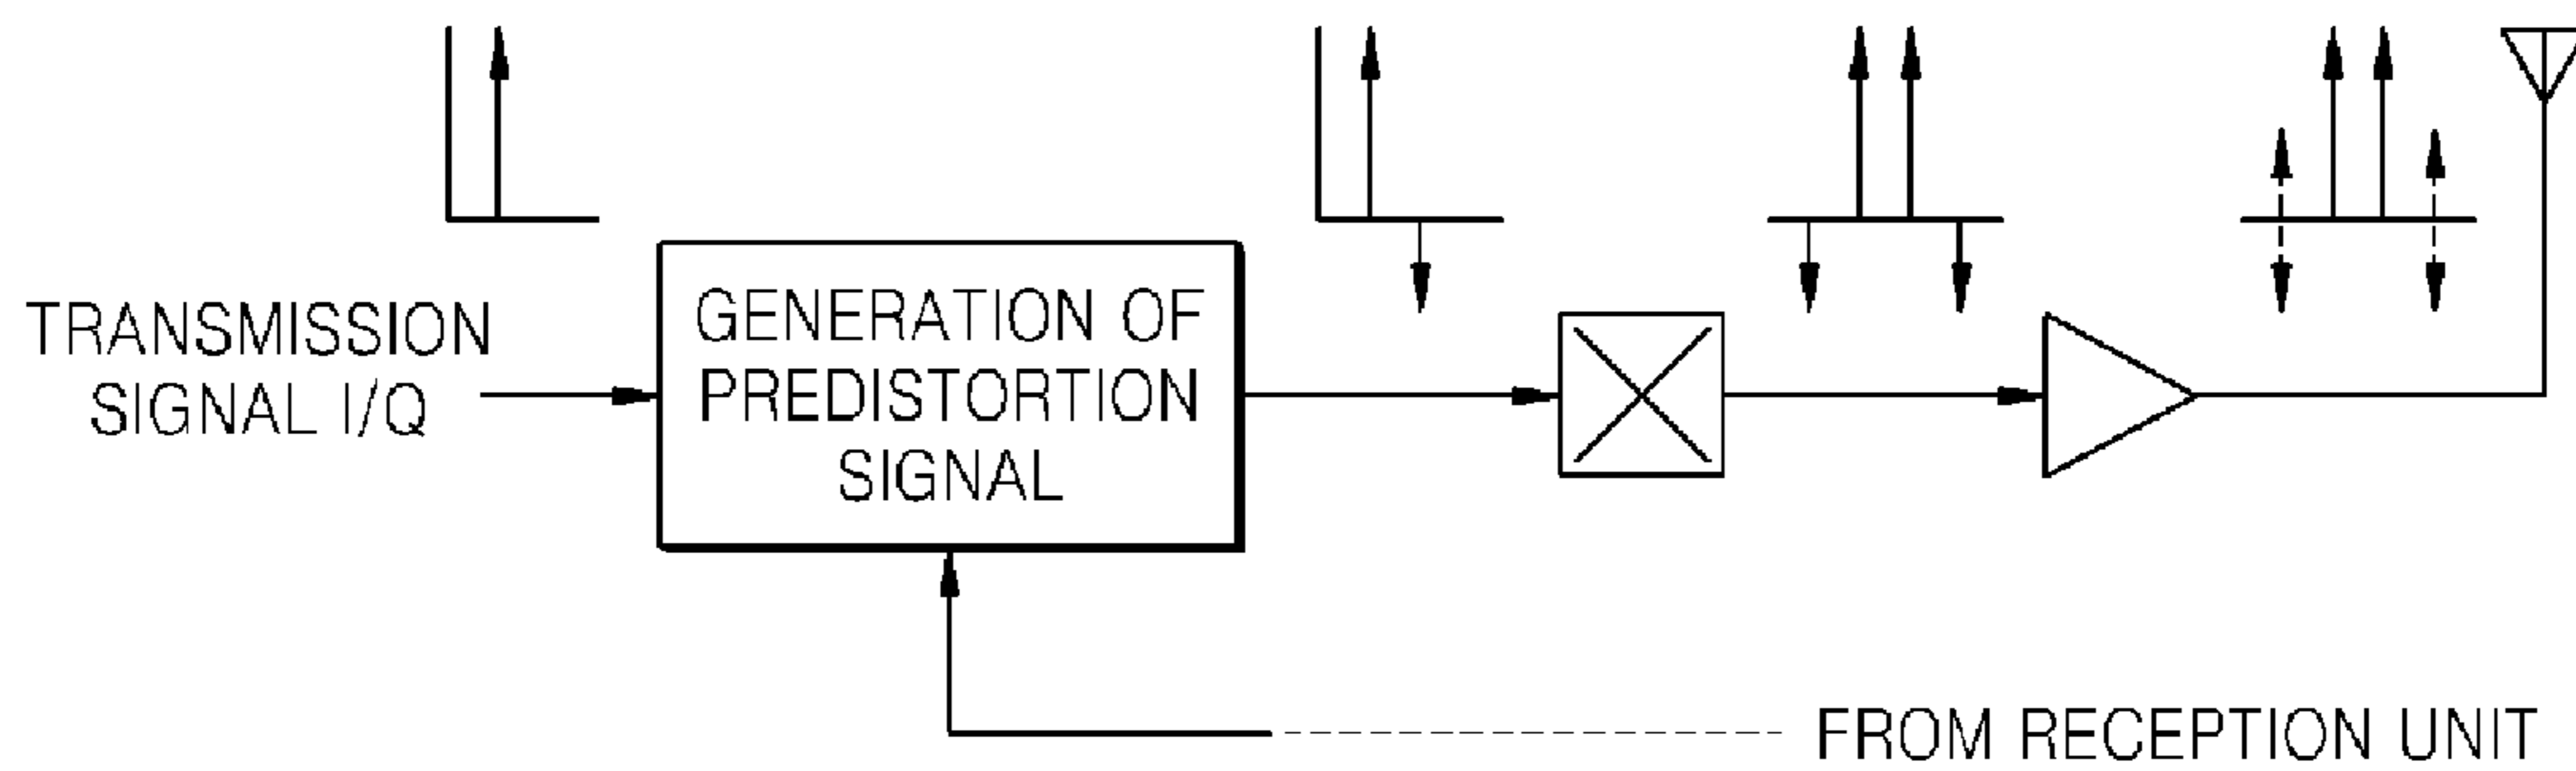 TRANSMISSION
SIGNAL I/Q
GENERATION OF
PREDISTORTION
SIGNAL
FROM RECEPTION UNIT